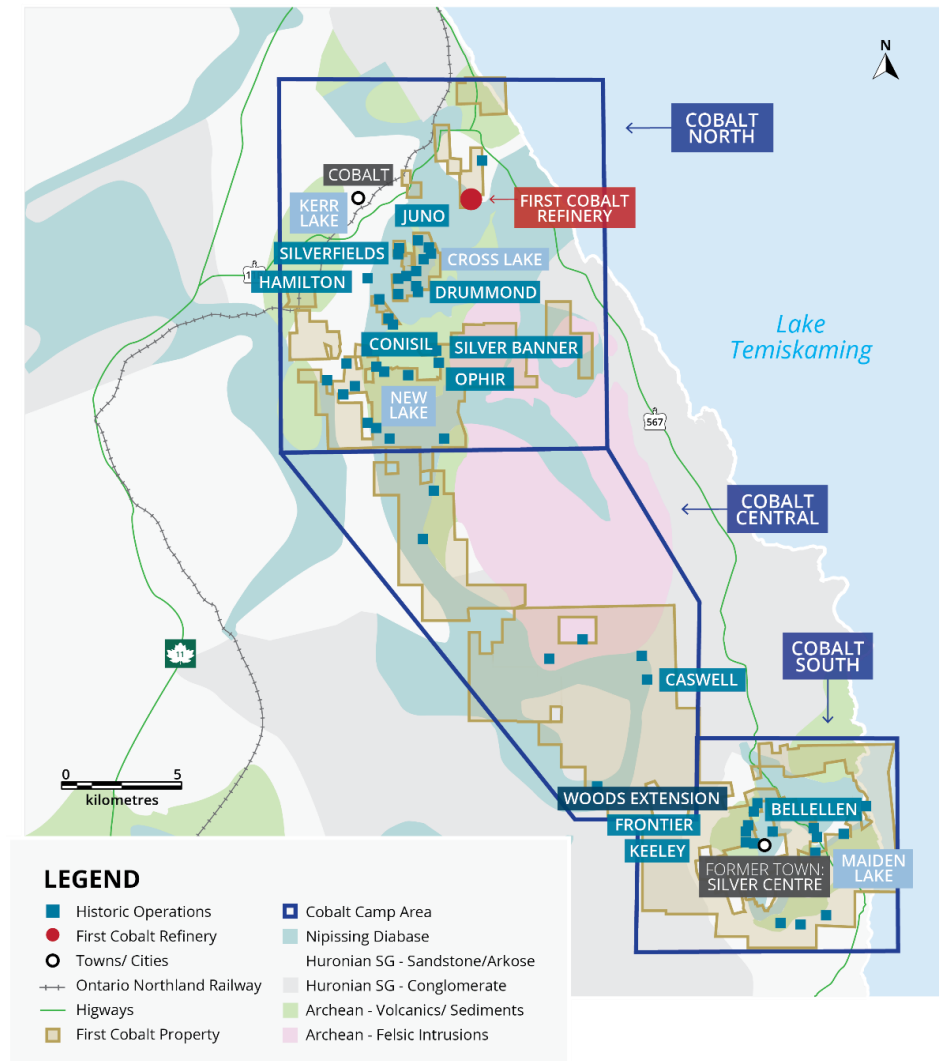 N
COBALT
NORTH
COBALT
KERR
LAKE
FIRST COBALT
REFINERY
JUNO
SILVERFIELDS
CROSS LAKE
HAMILTON
DRUMMOND
Lake
Temiskaming
CONISIL
SILVER BANNER
OPHIR
NEW
LAKE
567
COBALT
CENTRAL
11
COBALT
SOUTH
CASWELL
0 5
kilometres
WOODS EXTENSION
BELLELLEN
FRONTIER
KEELEY
FORMER TOWN:
SILVER CENTRE
MAIDEN
LAKE
LEGEND
Historic Operations
First Cobalt Refinery
Towns/ Cities
Ontario Northland Railway
Higways
First Cobalt Property
Cobalt Camp Area
Nipissing Diabase
Huronian SG - Sandstone/Arkose
Huronian SG - Conglomerate
Archean - Volcanics/ Sediments
Archean - Felsic Intrusions